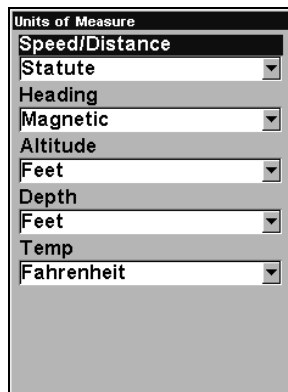 Units of Measure
Speed/Distance
Statute
Heading
Magnetic
Altitude
Feet
Depth
Feet
Temp
Fahrenheit